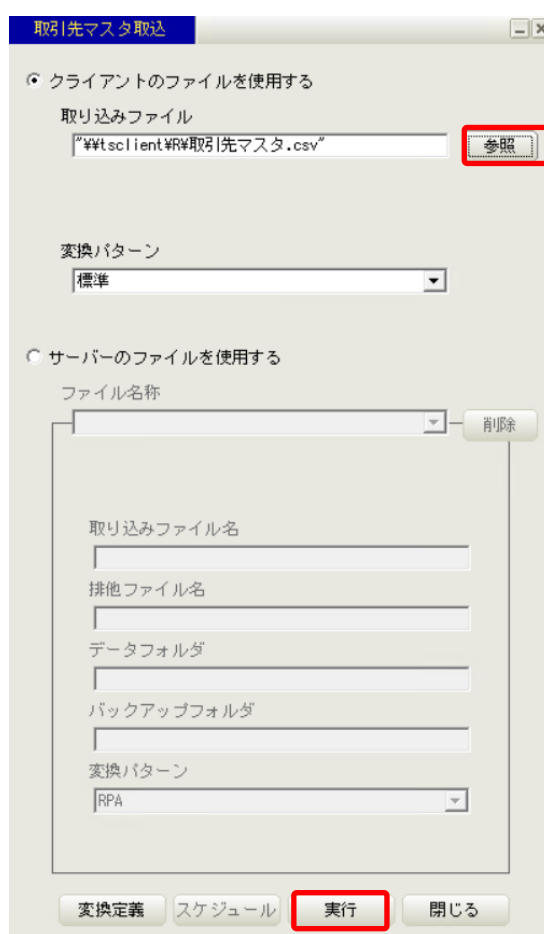 取引先マスタ取込
クライアントのファイルを使用する
取り込みファイル
"¥¥tsclient¥R¥取引先マスタ.csv"
参照
変換パターン
標準
サーバーのファイルを使用する
ファイル名称
削除
取り込みファイル名
排他ファイル名
データフォルダ
バックアップフォルダ
変換パターン
RPA
変換定義 スケジュール 実行 閉じる